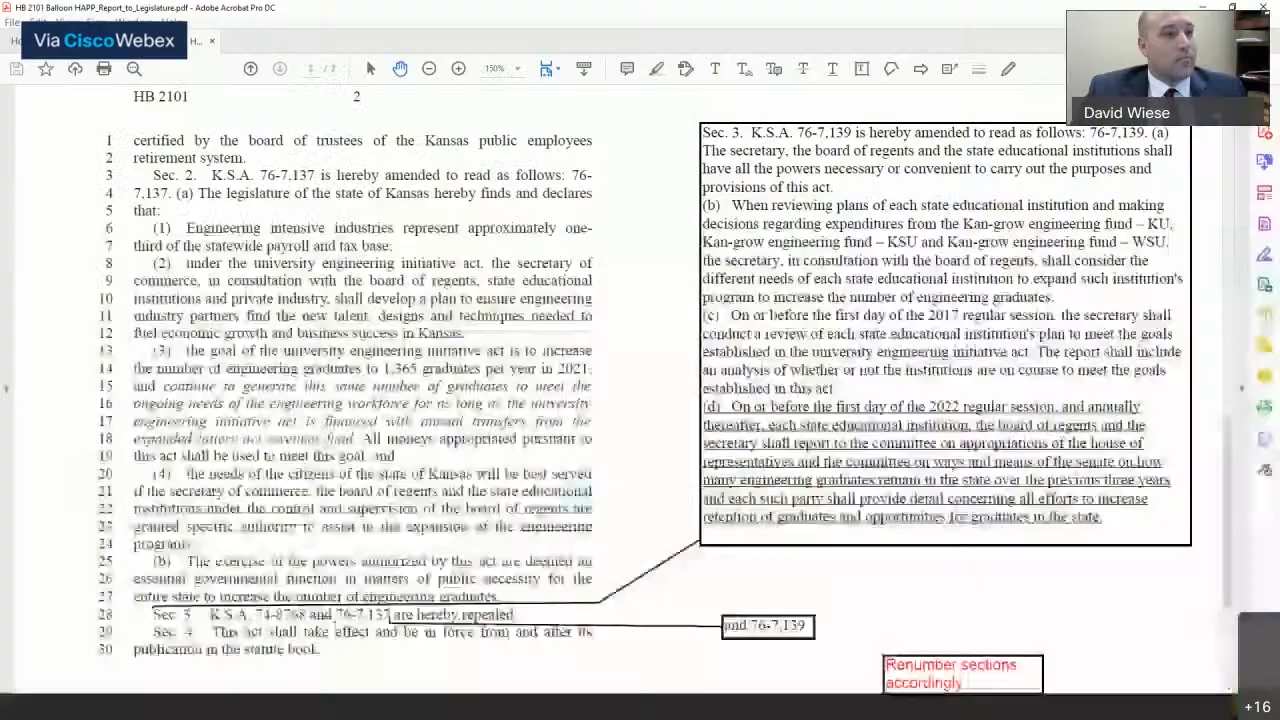 HB 2101 Balloon HAPP_Report_to_Legislature.pdf - Adobe Acrobat Pro DC
Via Cisco Webex
H...
1 / 7
150%
David Wiese
HB 2101 2
1 certified by the board of trustees of the Kansas public employees
2 retirement system.
3 Sec. 2. K.S.A. 76-7,137 is hereby amended to read as follows: 76-
4 7,137. (a) The legislature of the state of Kansas hereby finds and declares
5 that:
6 (1) Engineering intensive industries represent approximately one-
7 third of the statewide payroll and tax base;
8 (2) under the university engineering initiative act, the secretary of
9 commerce, in consultation with the board of regents, state educational
10 institutions and private industry, shall develop a plan to ensure engineering
11 industry partners find the new talent, designs and techniques needed to
12 fuel economic growth and business success in Kansas;
13 (3) the goal of the university engineering initiative act is to increase
14 the number of engineering graduates to 1,365 graduates per year in 2021;
15 and continue to generate this same number of graduates to meet the
16 ongoing needs of the engineering workforce for as long as the university
17 engineering initiative act is financed with annual transfers from the
18 expanded lottery act revenues fund. All moneys appropriated pursuant to
19 this act shall be used to meet this goal; and
20 (4) the needs of the citizens of the state of Kansas will be best served
21 if the secretary of commerce, the board of regents and the state educational
22 institutions under the control and supervision of the board of regents are
23 granted specific authority to assist in the expansion of the engineering
24 programs.
25 (b) The exercise of the powers authorized by this act are deemed an
26 essential governmental function in matters of public necessity for the
27 entire state to increase the number of engineering graduates.
28 Sec. 3. K.S.A. 74-8768 and 76-7,137 are hereby repealed.
29 Sec. 4. This act shall take effect and be in force from and after its
30 publication in the statute book.
Sec. 3. K.S.A. 76-7,139 is hereby amended to read as follows: 76-7,139. (a)
The secretary, the board of regents and the state educational institutions shall
have all the powers necessary or convenient to carry out the purposes and
provisions of this act.
(b) When reviewing plans of each state educational institution and making
decisions regarding expenditures from the Kan-grow engineering fund – KU,
Kan-grow engineering fund – KSU and Kan-grow engineering fund – WSU,
the secretary, in consultation with the board of regents, shall consider the
different needs of each state educational institution to expand such institution's
program to increase the number of engineering graduates.
(c) On or before the first day of the 2017 regular session, the secretary shall
conduct a review of each state educational institution's plan to meet the goals
established in the university engineering initiative act. The report shall include
an analysis of whether or not the institutions are on course to meet the goals
established in this act
(d) On or before the first day of the 2022 regular session, and annually
thereafter, each state educational institution, the board of regents and the
secretary shall report to the committee on appropriations of the house of
representatives and the committee on ways and means of the senate on how
many engineering graduates remain in the state over the previous three years
and each such party shall provide detail concerning all efforts to increase
retention of graduates and opportunities for graduates in the state.
and 76-7,139
Renumber sections
accordingly
+16